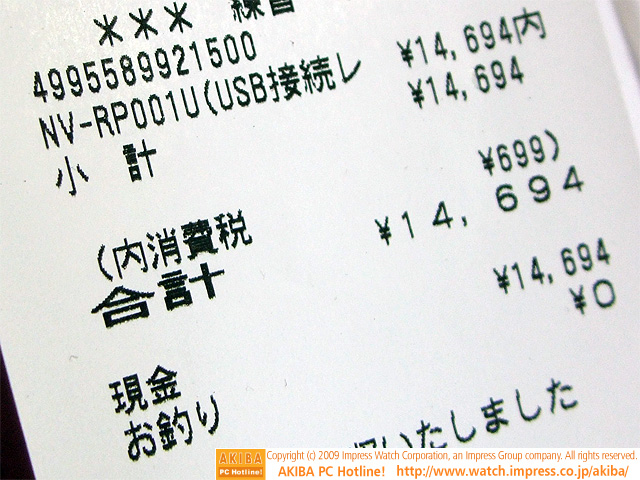 *** 練習
4995589921500
NV-RP001U(USB接続レ ¥14,694内
小 計 ¥14,694
(内消費税 ¥699)
合計 ¥14,694
現金 ¥14,694
お釣り ¥0
いたしました
AKIBA PC Hotline!
Copyright (c) 2009 Impress Watch Corporation, an Impress Group company. All rights reserved.
AKIBA PC Hotline! http://www.watch.impress.co.jp/akiba/